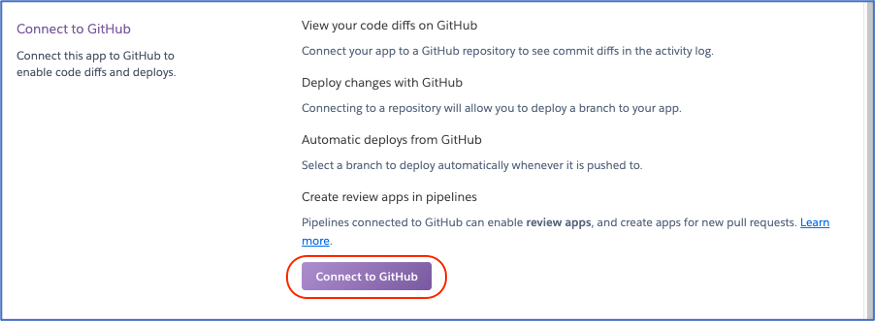 Connect to GitHub
Connect this app to GitHub to
enable code diffs and deploys.
View your code diffs on GitHub
Connect your app to a GitHub repository to see commit diffs in the activity log.
Deploy changes with GitHub
Connecting to a repository will allow you to deploy a branch to your app.
Automatic deploys from GitHub
Select a branch to deploy automatically whenever it is pushed to.
Create review apps in pipelines
Pipelines connected to GitHub can enable review apps, and create apps for new pull requests. Learn
more.
Connect to GitHub